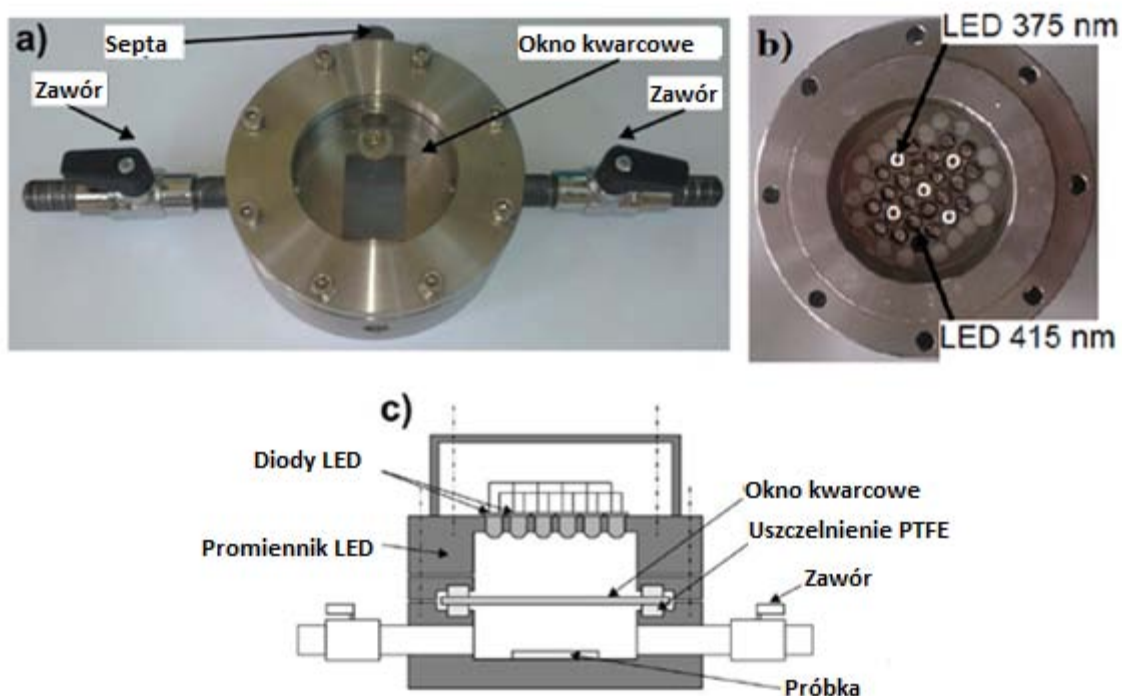 a)
Septa
Okno kwarcowe
Zawór
Zawór
b)
LED 375 nm
LED 415 nm
c)
Diody LED
Okno kwarcowe
Uszczelnienie PTFE
Promiennik LED
Zawór
Próbka